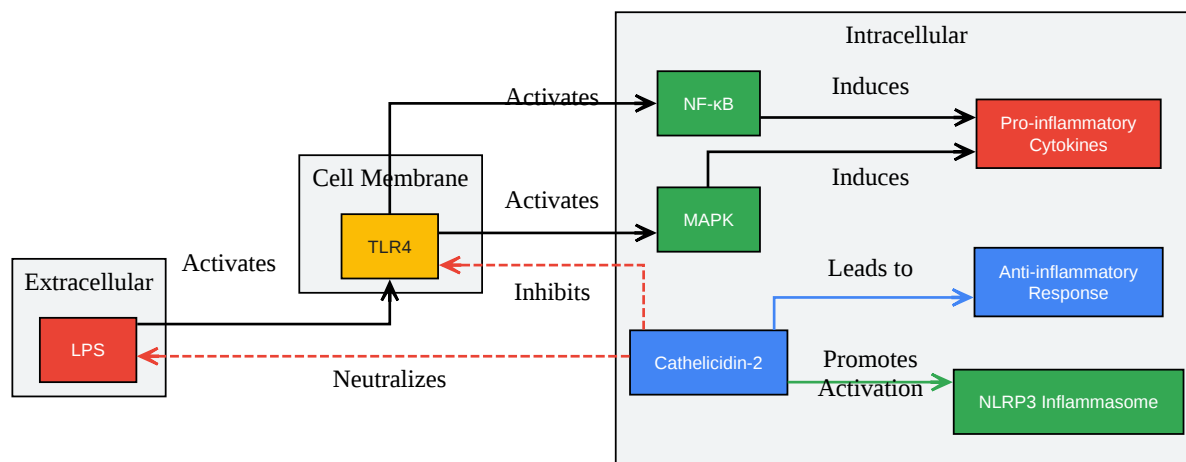 Intracellular
Activates
NF-κB
Induces
Pro-inflammatory
Cytokines
Cell Membrane
Activates
MAPK
Induces
TLR4
Extracellular
Activates
Inhibits
Leads to
Anti-inflammatory
Response
LPS
Neutralizes
Cathelicidin-2
Promotes
Activation
NLRP3 Inflammasome